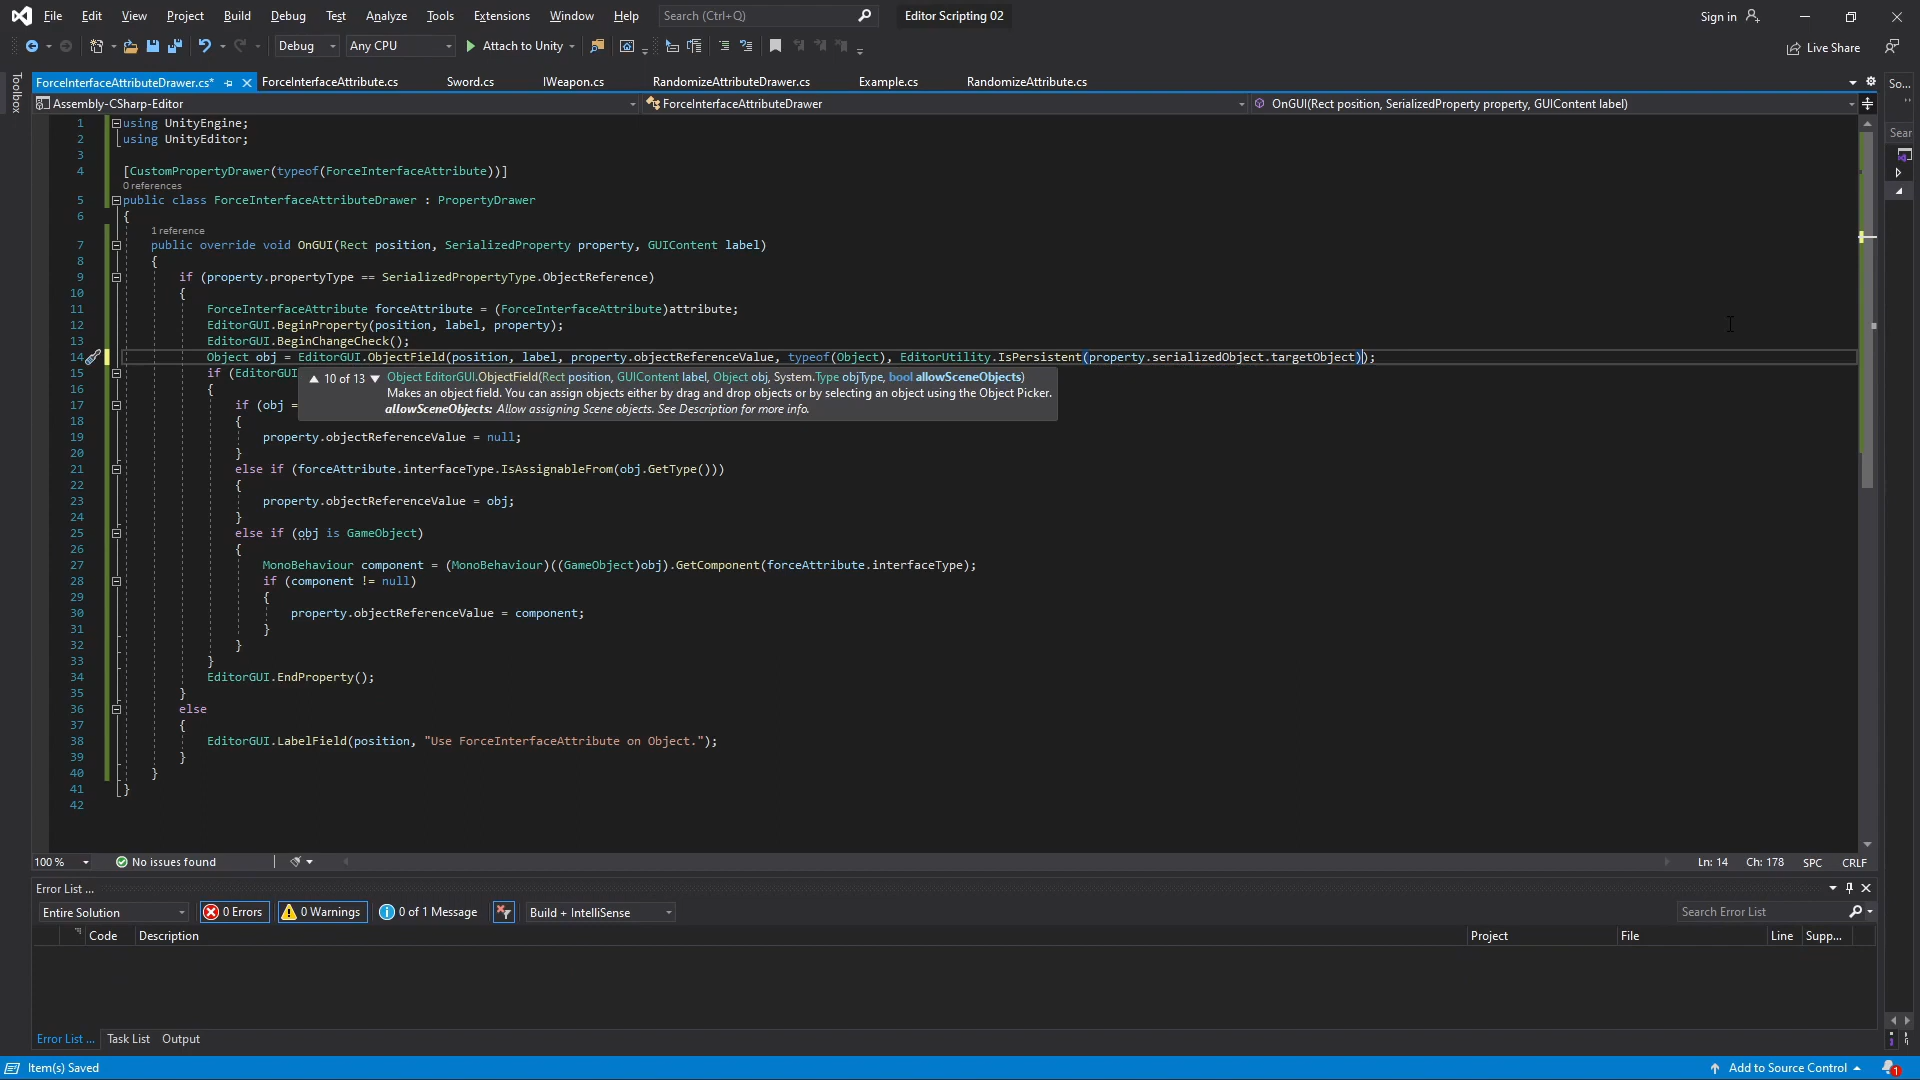 File Edit View Project Build Debug Test Analyze Tools Extensions Window Help Search (Ctrl+Q) Editor Scripting 02 Sign in
Debug Any CPU Attach to Unity Live Share
Toolbox
ForceInterfaceAttributeDrawer.cs* ForceInterfaceAttribute.cs Sword.cs IWeapon.cs RandomizeAttributeDrawer.cs Example.cs RandomizeAttribute.cs So...
Assembly-CSharp-Editor ForceInterfaceAttributeDrawer OnGUI(Rect position, SerializedProperty property, GUIContent label)
Sear
1 using UnityEngine;
2 using UnityEditor;
3
4 [CustomPropertyDrawer(typeof(ForceInterfaceAttribute))]
0 references
5 public class ForceInterfaceAttributeDrawer : PropertyDrawer
6 {
1 reference
7 public override void OnGUI(Rect position, SerializedProperty property, GUIContent label)
8 {
9 if (property.propertyType == SerializedPropertyType.ObjectReference)
10 {
11 ForceInterfaceAttribute forceAttribute = (ForceInterfaceAttribute)attribute;
12 EditorGUI.BeginProperty(position, label, property);
13 EditorGUI.BeginChangeCheck();
14 Object obj = EditorGUI.ObjectField(position, label, property.objectReferenceValue, typeof(Object), EditorUtility.IsPersistent(property.serializedObject.targetObject));
15 if (EditorGUI
▲ 10 of 13 ▼ Object EditorGUI.ObjectField(Rect position, GUIContent label, Object obj, System.Type objType, bool allowSceneObjects)
Makes an object field. You can assign objects either by drag and drop objects or by selecting an object using the Object Picker.
allowSceneObjects: Allow assigning Scene objects. See Description for more info.
16 {
17 if (obj =
18 {
19 property.objectReferenceValue = null;
20 }
21 else if (forceAttribute.interfaceType.IsAssignableFrom(obj.GetType()))
22 {
23 property.objectReferenceValue = obj;
24 }
25 else if (obj is GameObject)
26 {
27 MonoBehaviour component = (MonoBehaviour)((GameObject)obj).GetComponent(forceAttribute.interfaceType);
28 if (component != null)
29 {
30 property.objectReferenceValue = component;
31 }
32 }
33 }
34 EditorGUI.EndProperty();
35 }
36 else
37 {
38 EditorGUI.LabelField(position, "Use ForceInterfaceAttribute on Object.");
39 }
40 }
41 }
42
100 % No issues found Ln: 14 Ch: 178 SPC CRLF
Error List ...
Entire Solution 0 Errors 0 Warnings 0 of 1 Message Build + IntelliSense Search Error List
Code Description Project File Line Supp...
Error List ... Task List Output
Item(s) Saved Add to Source Control 1